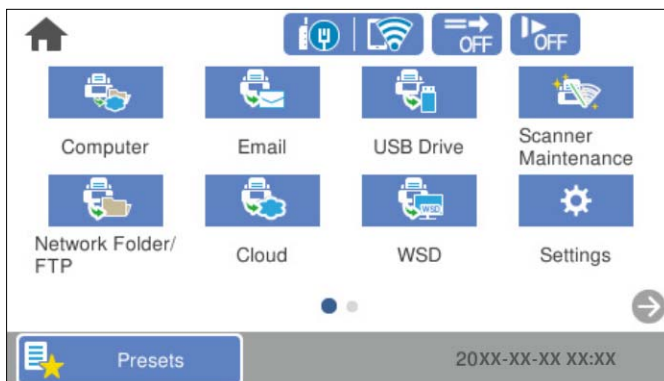 OFF
OFF
Computer
Email
USB Drive
Scanner
Maintenance
Network Folder/
FTP
Cloud
WSD
WSD
Settings
Presets
20XX-XX-XX XX:XX